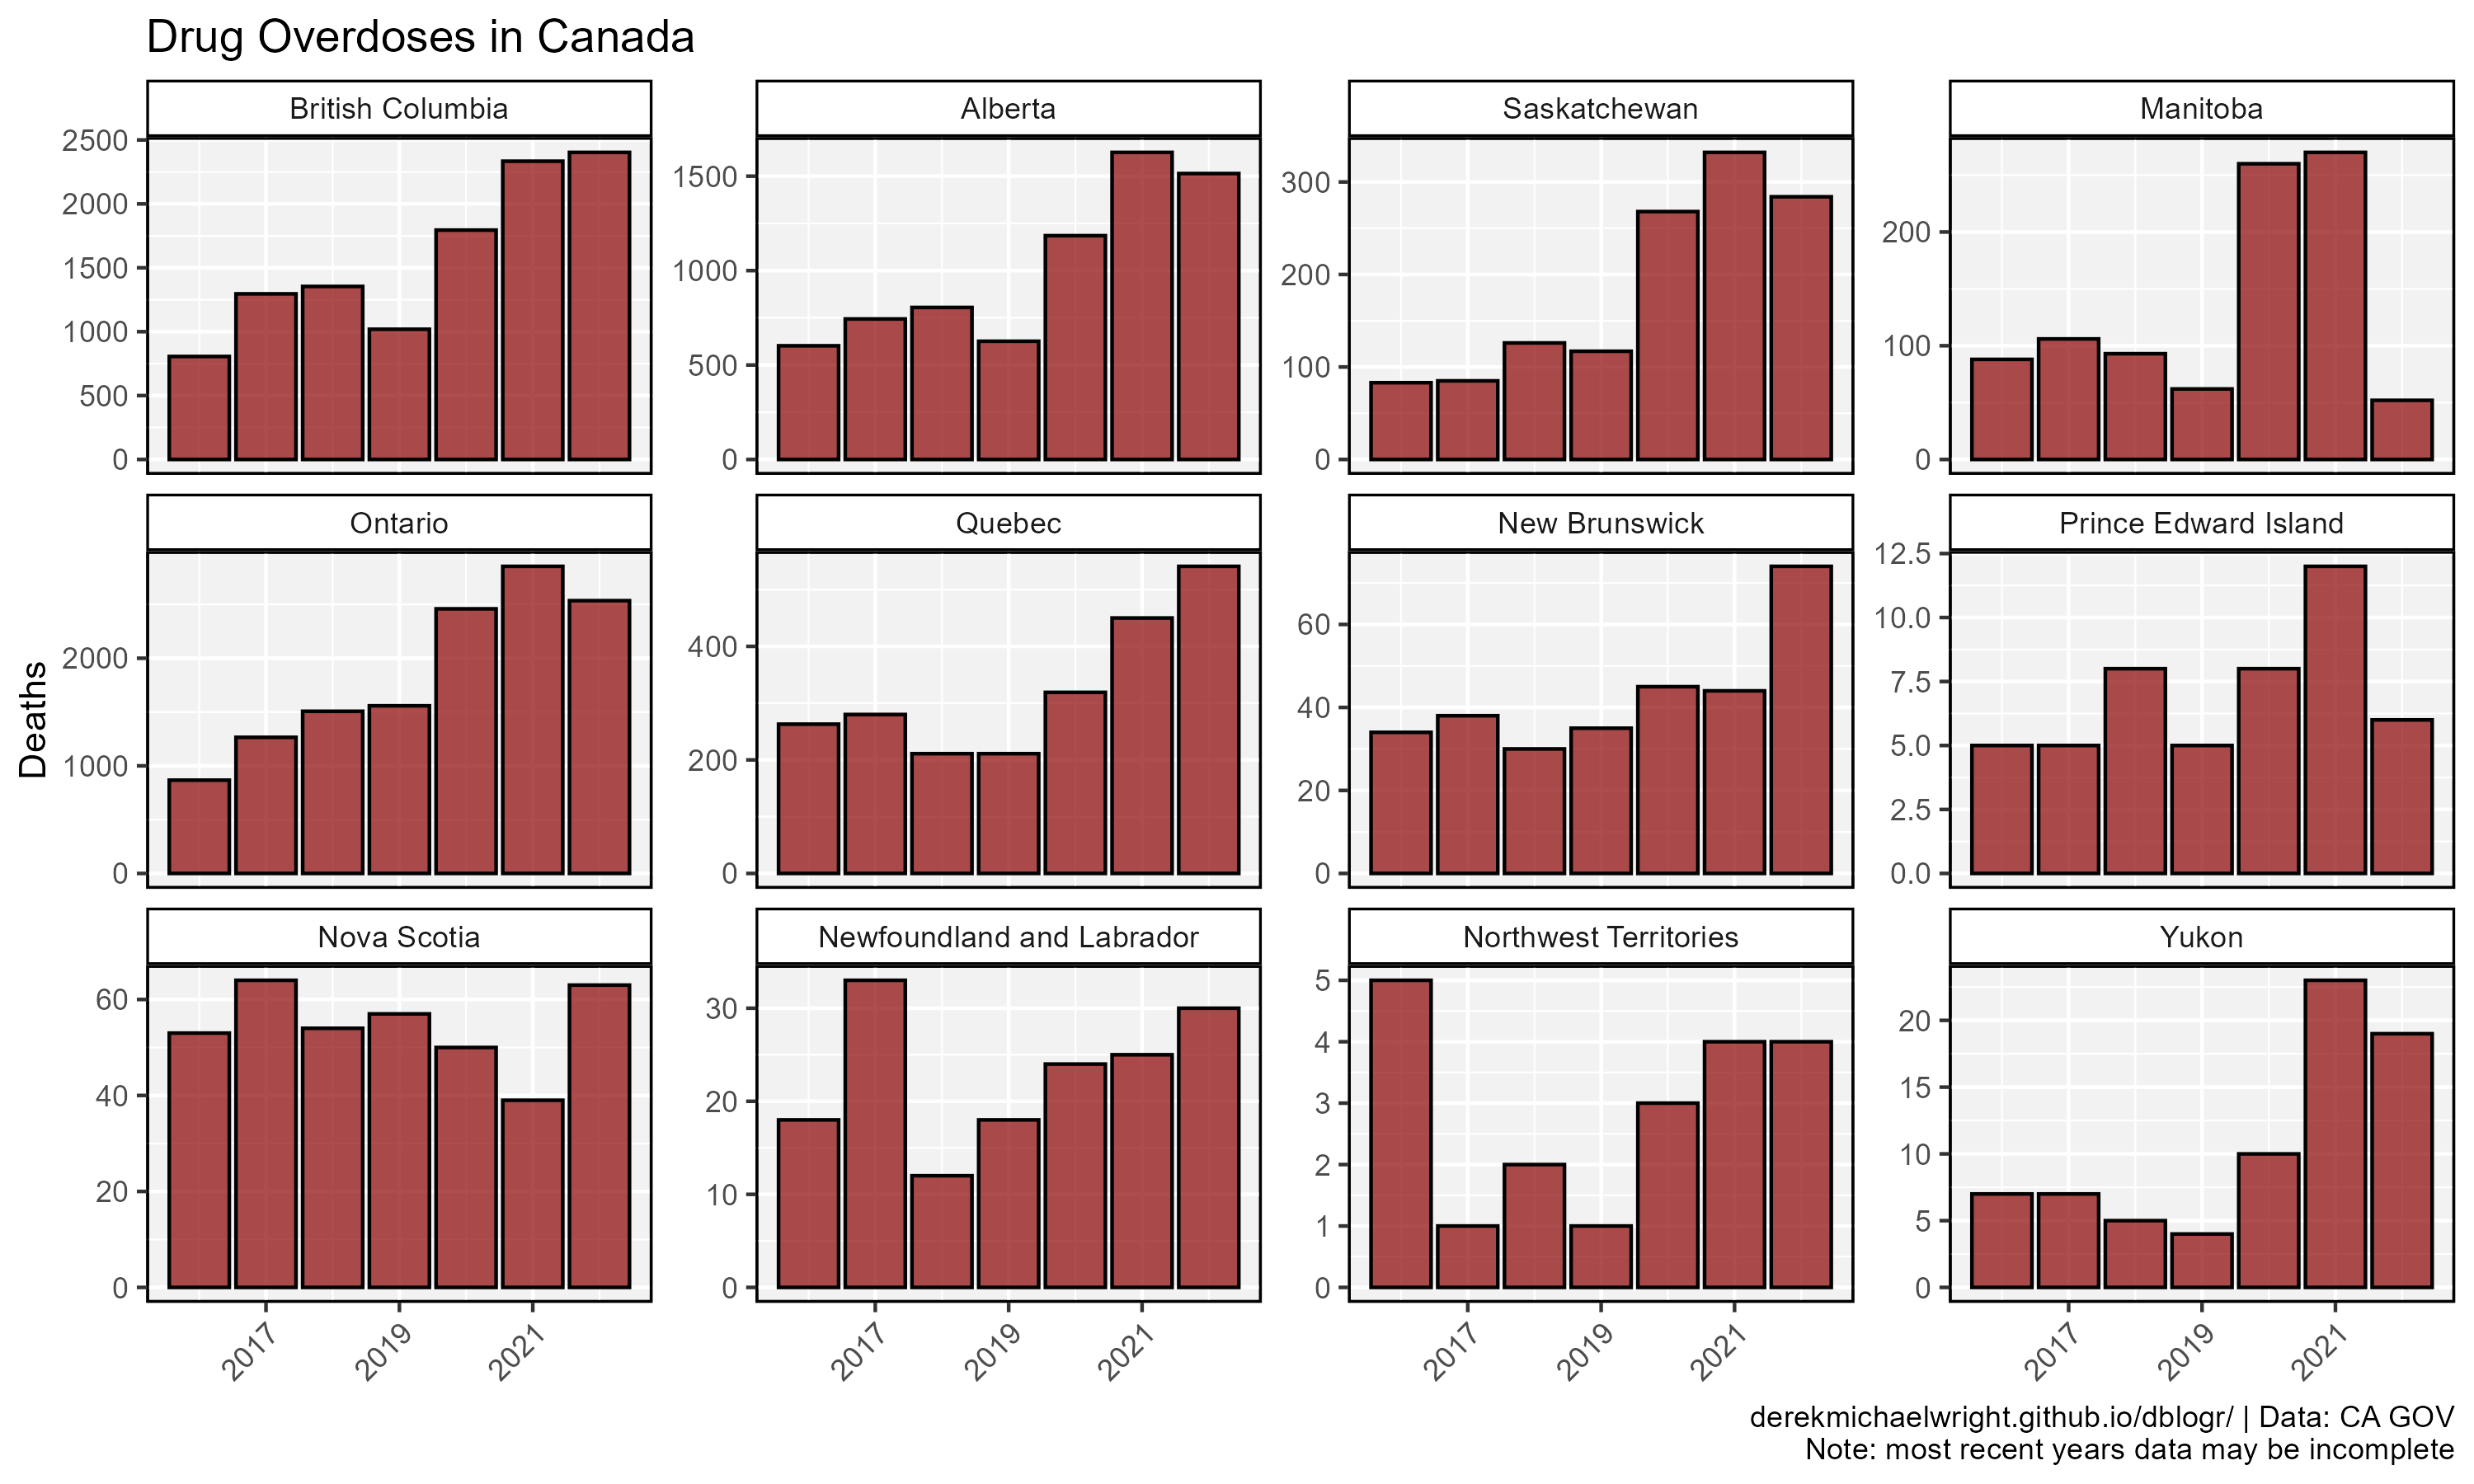 Drug Overdoses in Canada
British Columbia
Alberta
Saskatchewan
Manitoba
2500
2000
1500
1000
500
0
1500
1000
500
0
300
200
100
0
200
100
0
Ontario
Quebec
New Brunswick
Prince Edward Island
Deaths
2000
1000
0
400
200
0
60
40
20
0
12.5
10.0
7.5
5.0
2.5
0.0
Nova Scotia
Newfoundland and Labrador
Northwest Territories
Yukon
60
40
20
0
30
20
10
0
5
4
3
2
1
0
20
15
10
5
0
2017 2019 2021
2017 2019 2021
2017 2019 2021
2017 2019 2021
derekmichaelwright.github.io/dblogr/ | Data: CA GOV
Note: most recent years data may be incomplete